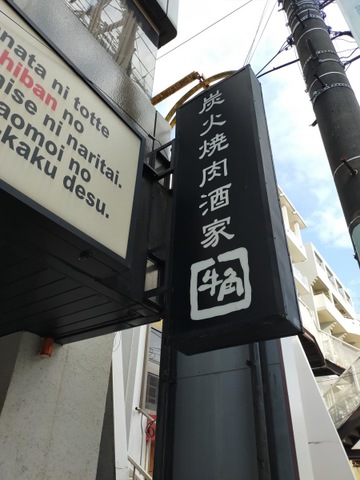 nata ni totte
chiban no
ise ni naritai.
aomoi no
kaku desu.
炭火焼肉酒家
牛角